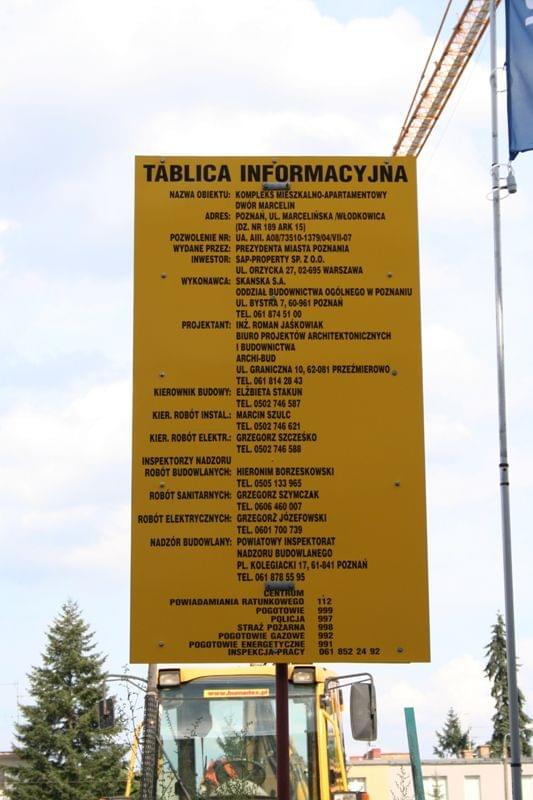 TABLICA INFORMACYJNA
NAZWA OBIEKTU: KOMPLEKS MIESZKALNO-APARTAMENTOWY
DWÓR MARCELIN
ADRES: POZNAŃ, UL. MARCELIŃSKA /WŁODKOWICA
(DZ. NR 189 ARK 15)
POZWOLENIE NR: UA. AIII. A08/73510-1379/04/VII-07
WYDANE PRZEZ: PREZYDENTA MIASTA POZNANIA
INWESTOR: SAP-PROPERTY SP. Z O.O.
UL. ORZYCKA 27, 02-695 WARSZAWA
WYKONAWCA: SKANSKA S.A.
ODDZIAŁ BUDOWNICTWA OGÓLNEGO W POZNANIU
UL. BYSTRA 7, 60-961 POZNAŃ
TEL. 061 874 51 00
PROJEKTANT: INŻ. ROMAN JAŚKOWIAK
BIURO PROJEKTÓW ARCHITEKTONICZNYCH
I BUDOWNICTWA
ARCHI-BUD
UL. GRANICZNA 10, 62-081 PRZEŹMIEROWO
TEL. 061 814 28 43
KIEROWNIK BUDOWY: ELŻBIETA STAKUN
TEL. 0502 746 587
KIER. ROBÓT INSTAL.: MARCIN SZULC
TEL. 0502 746 621
KIER. ROBÓT ELEKTR.: GRZEGORZ SZCZEŚKO
TEL. 0502 746 588
INSPEKTORZY NADZORU
ROBÓT BUDOWLANYCH: HIERONIM BORZESKOWSKI
TEL. 0505 133 965
ROBÓT SANITARNYCH: GRZEGORZ SZYMCZAK
TEL. 0606 460 007
ROBÓT ELEKTRYCZNYCH: GRZEGORZ JÓZEFOWSKI
TEL. 0601 700 739
NADZÓR BUDOWLANY: POWIATOWY INSPEKTORAT
NADZORU BUDOWLANEGO
PL. KOLEGIACKI 17, 61-841 POZNAŃ
TEL. 061 878 55 95
CENTRUM
POWIADAMIANIA RATUNKOWEGO 112
POGOTOWIE 999
POLICJA 997
STRAŻ POŻARNA 998
POGOTOWIE GAZOWE 992
POGOTOWIE ENERGETYCZNE 991
INSPEKCJA-PRACY 061 852 24 92